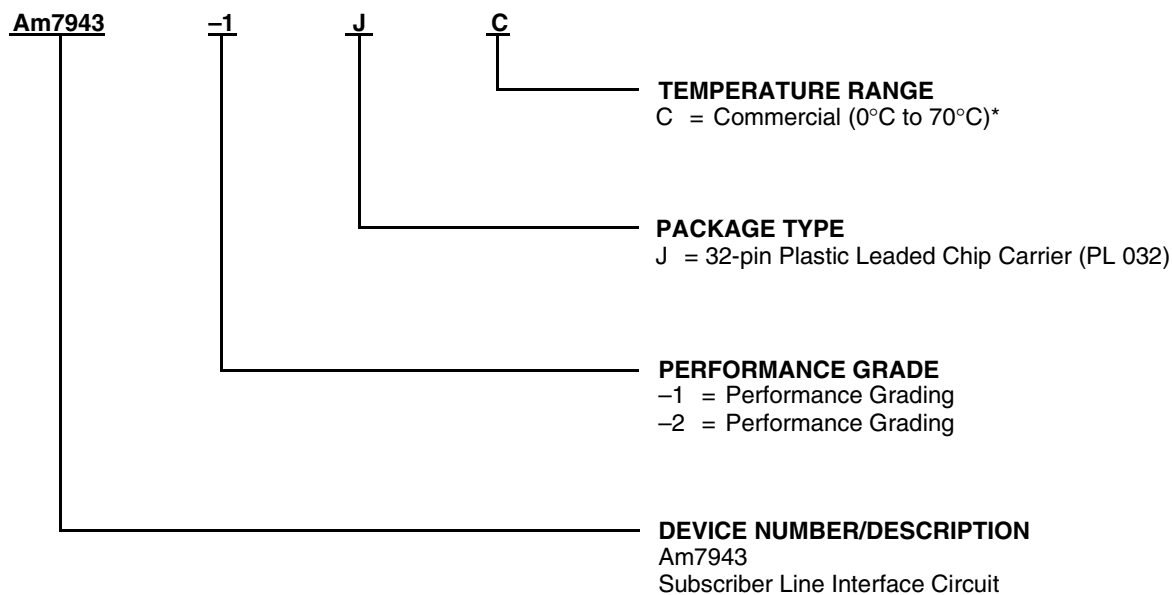 Am7943 –1 J C
TEMPERATURE RANGE
C = Commercial (0°C to 70°C)*
PACKAGE TYPE
J = 32-pin Plastic Leaded Chip Carrier (PL 032)
PERFORMANCE GRADE
–1 = Performance Grading
–2 = Performance Grading
DEVICE NUMBER/DESCRIPTION
Am7943
Subscriber Line Interface Circuit